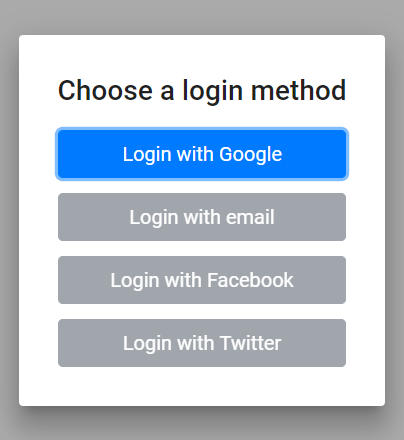 Choose a login method
Login with Google
Login with email
Login with Facebook
Login with Twitter